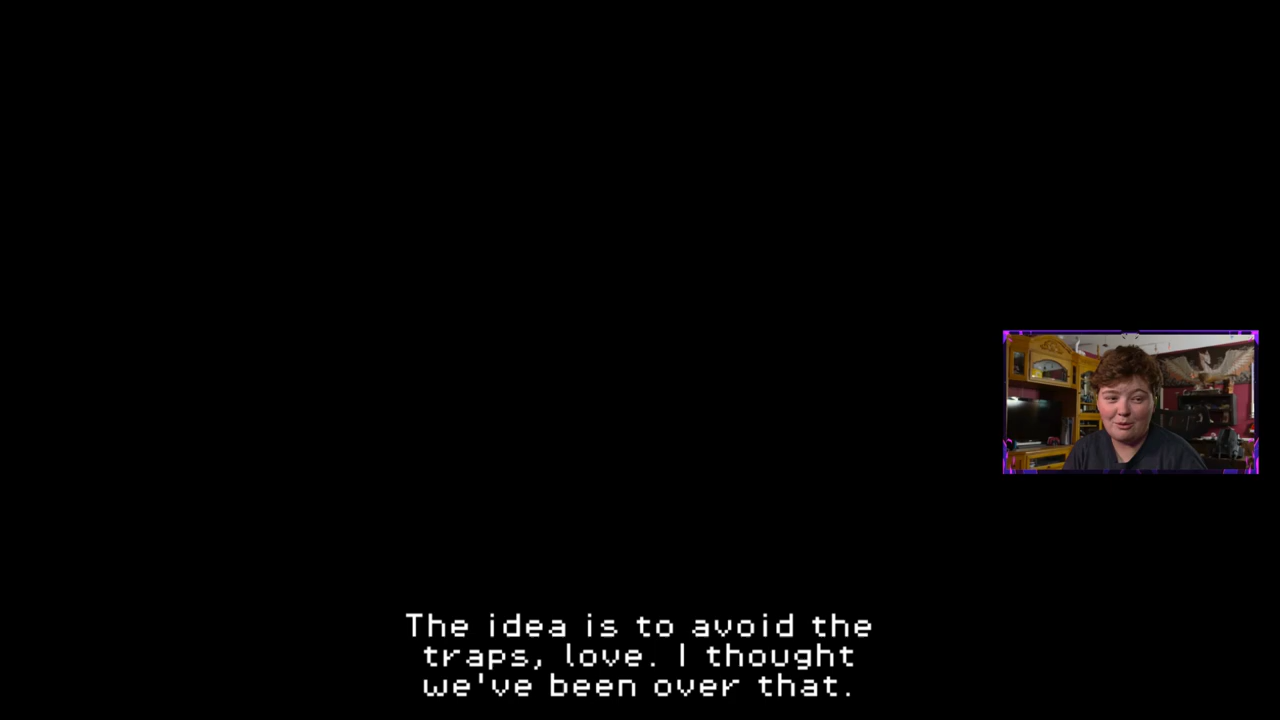 The idea is to avoid the
traps, love. I thought
we've been over that.